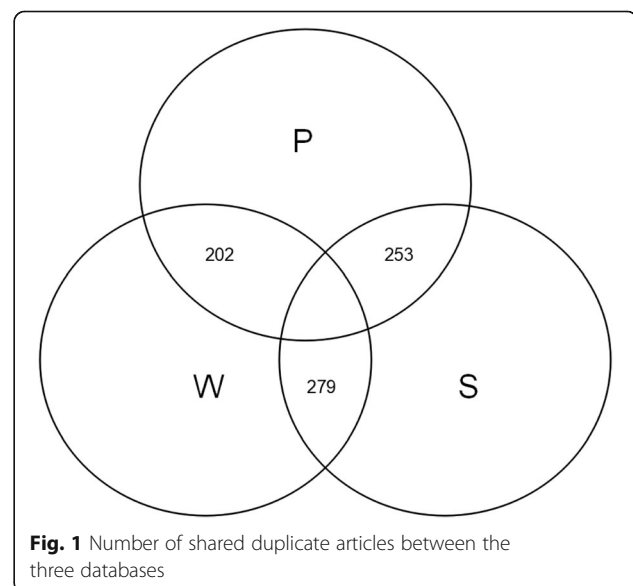 P
202 253
W 279 S
Fig. 1 Number of shared duplicate articles between the
three databases